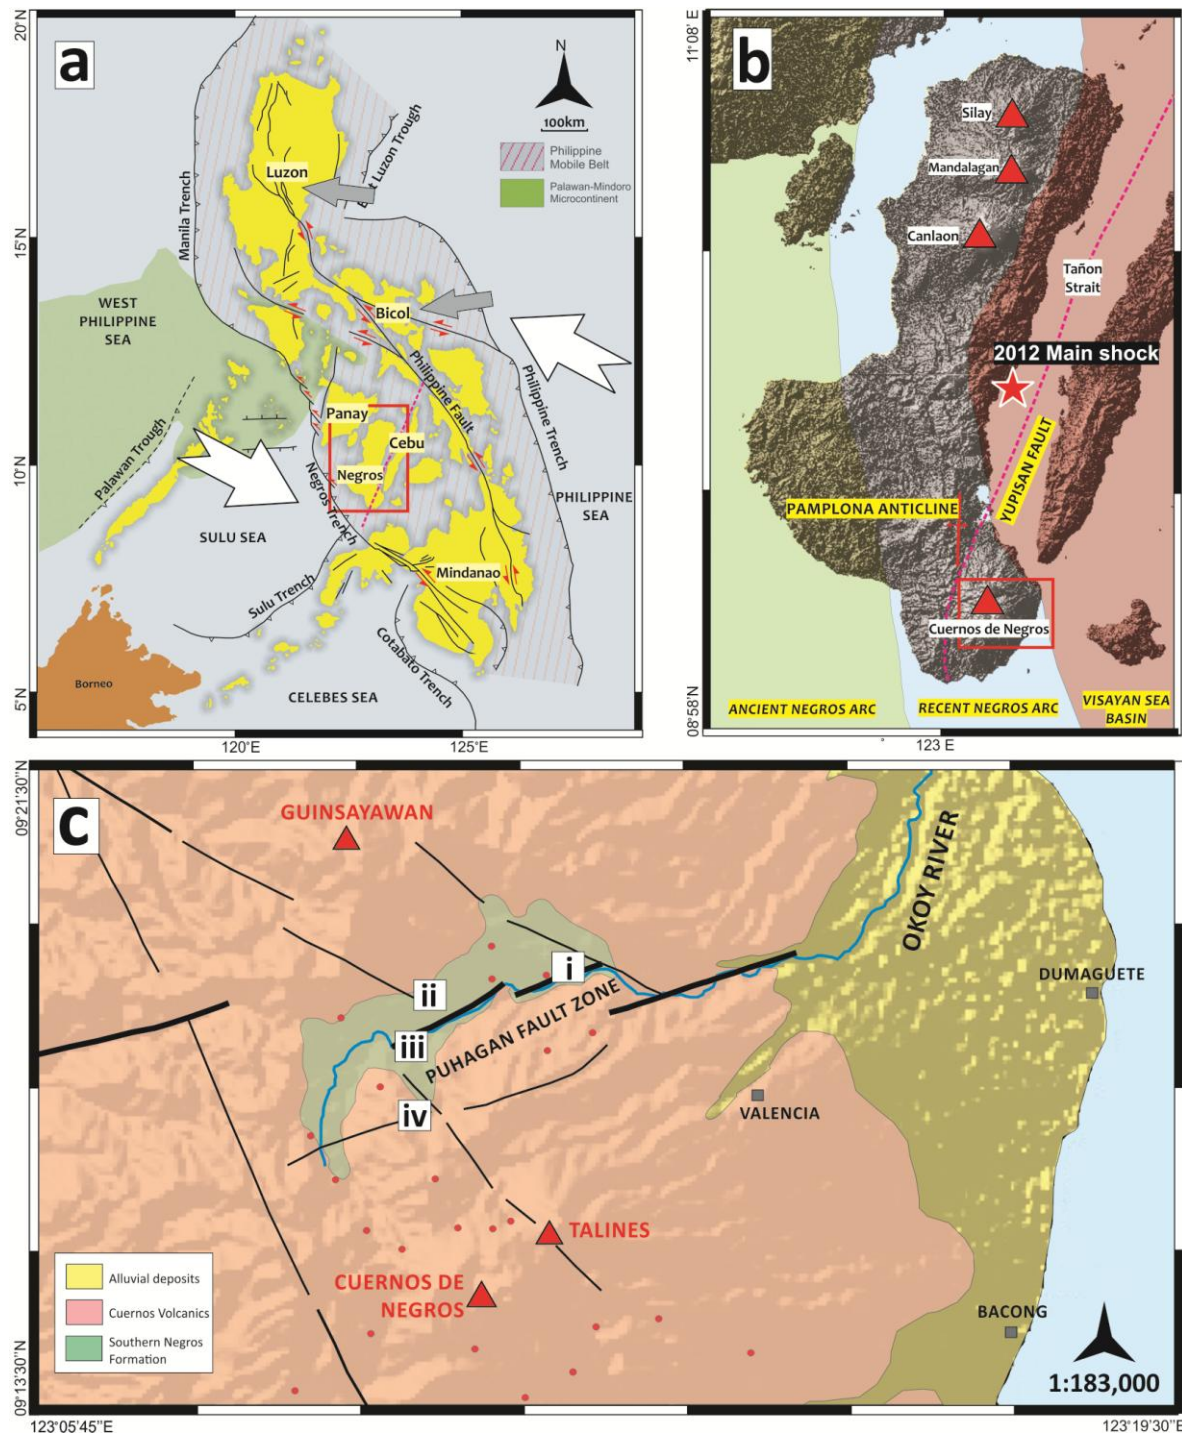 a
20°N
15°N
10°N
5°N
120°E
125°E
N
100km
Philippine
Mobile Belt
Palawan-Mindoro
Microcontinent
Luzon
East Luzon Trough
Manila Trench
WEST
PHILIPPINE
SEA
Bicol
Philippine Fault
Philippine Trench
Panay
Cebu
Negros
Palawan Trough
Negros Trench
PHILIPPINE
SEA
SULU SEA
Mindanao
Sulu Trench
Cotabato Trench
Borneo
CELEBES SEA
b
11°08' E
08°58'N
123 E
Silay
Mandalagan
Canlaon
Tañon
Strait
2012 Main shock
YUPISAN FAULT
PAMPLONA ANTICLINE
Cuernos de Negros
ANCIENT NEGROS ARC
RECENT NEGROS ARC
VISAYAN SEA
BASIN
c
09°21'30"N
09°13'30"N
123°05'45"E
123°19'30"E
GUINSAYAWAN
OKOY RIVER
i
ii
iii
iv
PUHAGAN FAULT ZONE
DUMAGUETE
VALENCIA
TALINES
CUERNOS DE
NEGROS
BACONG
Alluvial deposits
Cuernos Volcanics
Southern Negros
Formation
1:183,000